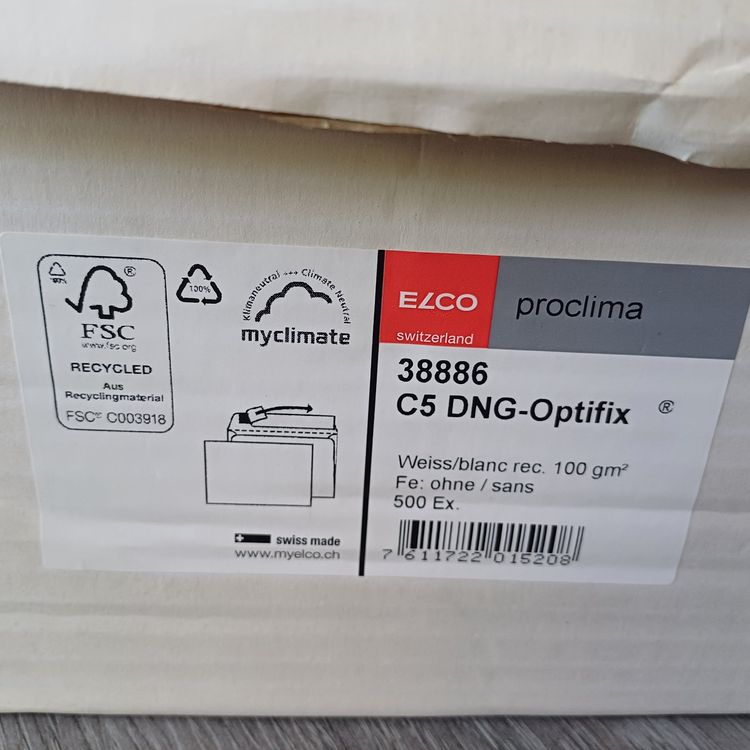 100%
®
FSC
www.fsc.org
RECYCLED
Aus
Recyclingmaterial
FSC® C003918
100%
Klimaneutral +++ Climate Neutral
myclimate
swiss made
www.myelco.ch
ELCO
switzerland
proclima
38886
C5 DNG-Optifix ®
Weiss/blanc rec. 100 gm²
Fe: ohne / sans
500 Ex.
7 611722 015208